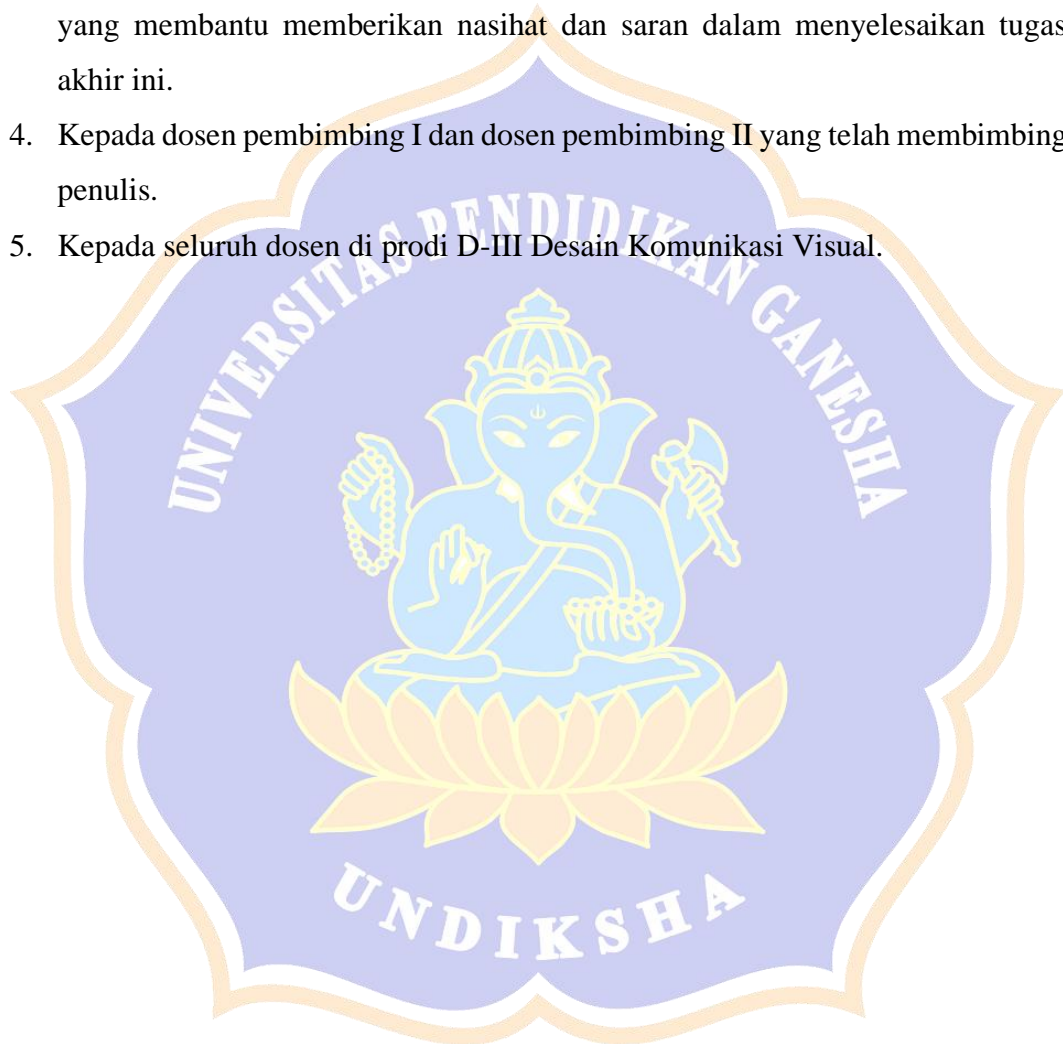 yang membantu memberikan nasihat dan saran dalam menyelesaikan tugas
akhir ini.
4. Kepada dosen pembimbing I dan dosen pembimbing II yang telah membimbing
penulis.
5. Kepada seluruh dosen di prodi D-III Desain Komunikasi Visual.
UNIVERSITAS PENDIDIKAN GANESHA
UNDIKSHA